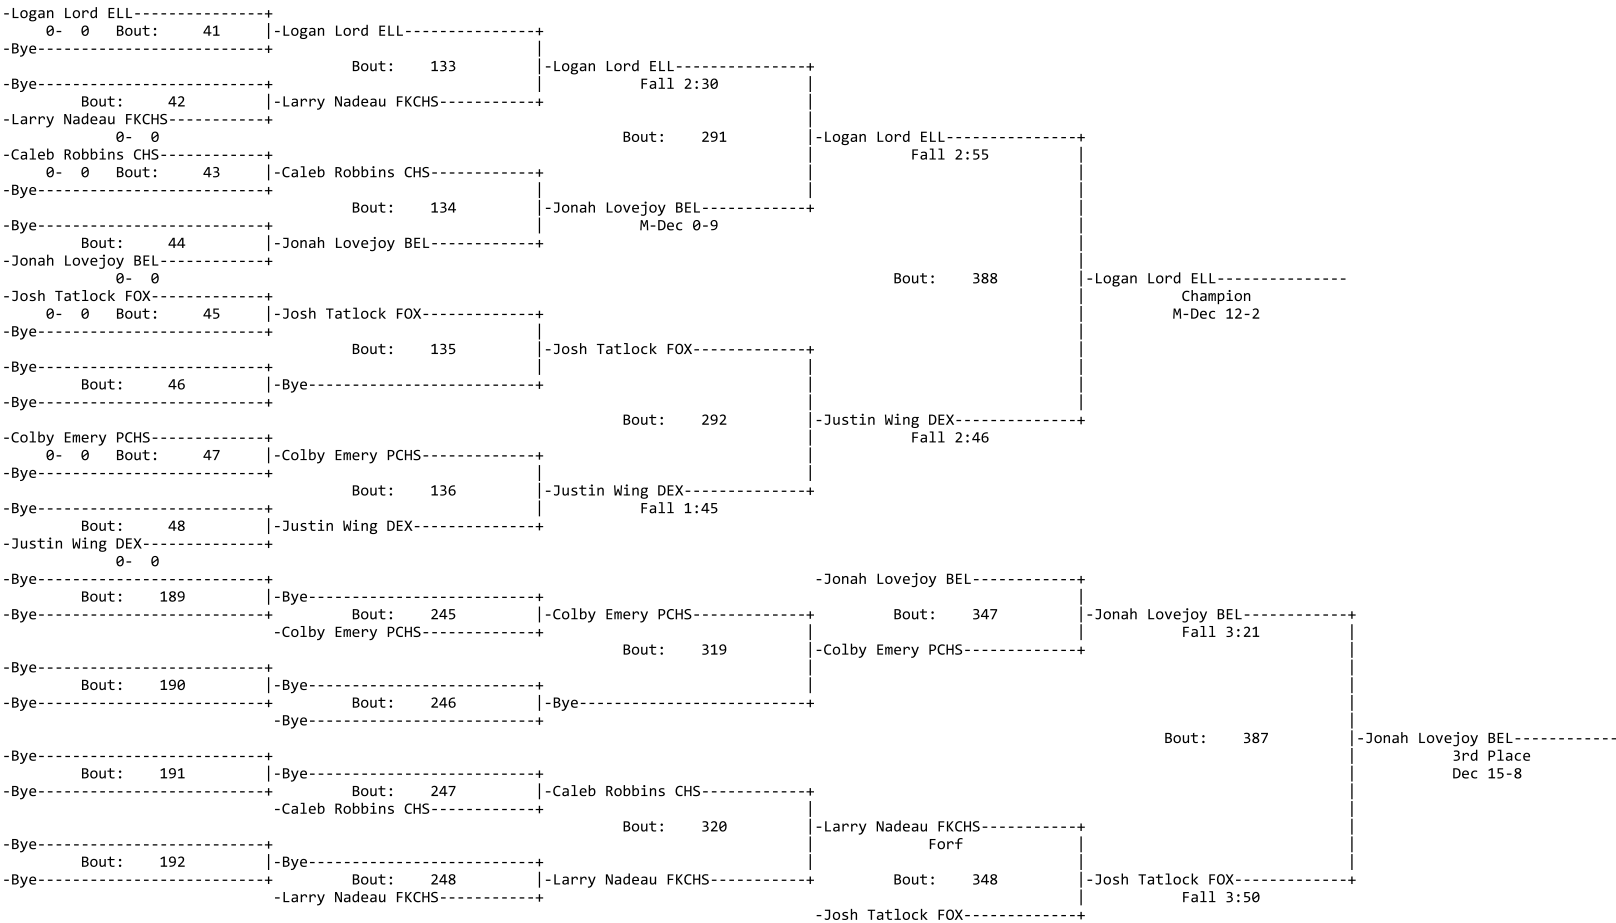 -Logan Lord ELL---------------+
0-  0   Bout:     41     |-Logan Lord ELL---------------+
-Bye--------------------------+                              |
Bout:    133         |-Logan Lord ELL---------------+
-Bye--------------------------+                              |           Fall 2:30          |
Bout:     42         |-Larry Nadeau FKCHS-----------+                              |
-Larry Nadeau FKCHS-----------+                                                             |
0-  0                                                     Bout:    291         |-Logan Lord ELL---------------+
-Caleb Robbins CHS------------+                                                             |           Fall 2:55          |
0-  0   Bout:     43     |-Caleb Robbins CHS------------+                              |                              |
-Bye--------------------------+                              |                              |                              |
Bout:    134         |-Jonah Lovejoy BEL------------+                              |
-Bye--------------------------+                              |           M-Dec 0-9                                         |
Bout:     44         |-Jonah Lovejoy BEL------------+                                                             |
-Jonah Lovejoy BEL------------+                                                                                            |
0-  0                                                                                    Bout:    388         |-Logan Lord ELL---------------
-Josh Tatlock FOX-------------+                                                                                            |           Champion
0-  0   Bout:     45     |-Josh Tatlock FOX-------------+                                                             |          M-Dec 12-2
-Bye--------------------------+                              |                                                             |
Bout:    135         |-Josh Tatlock FOX-------------+                              |
-Bye--------------------------+                              |                              |                              |
Bout:     46         |-Bye--------------------------+                              |                              |
-Bye--------------------------+                                                             |                              |
Bout:    292         |-Justin Wing DEX--------------+
-Colby Emery PCHS-------------+                                                             |           Fall 2:46
0-  0   Bout:     47     |-Colby Emery PCHS-------------+                              |
-Bye--------------------------+                              |                              |
Bout:    136         |-Justin Wing DEX--------------+
-Bye--------------------------+                              |           Fall 1:45
Bout:     48         |-Justin Wing DEX--------------+
-Justin Wing DEX--------------+
0-  0
-Bye--------------------------+                                                              -Jonah Lovejoy BEL------------+
Bout:    189         |-Bye--------------------------+                                                             |
-Bye--------------------------+         Bout:    245         |-Colby Emery PCHS-------------+         Bout:    347         |-Jonah Lovejoy BEL------------+
-Colby Emery PCHS-------------+                              |                              |           Fall 3:21          |
Bout:    319         |-Colby Emery PCHS-------------+                              |
-Bye--------------------------+                                                             |                                                             |
Bout:    190         |-Bye--------------------------+                              |                                                             |
-Bye--------------------------+         Bout:    246         |-Bye--------------------------+                                                             |
-Bye--------------------------+                                                                                            |
Bout:    387         |-Jonah Lovejoy BEL------------
-Bye--------------------------+                                                                                                                           |           3rd Place
Bout:    191         |-Bye--------------------------+                                                                                            |           Dec 15-8
-Bye--------------------------+         Bout:    247         |-Caleb Robbins CHS------------+                                                             |
-Caleb Robbins CHS------------+                              |                                                             |
Bout:    320         |-Larry Nadeau FKCHS-----------+                              |
-Bye--------------------------+                                                             |             Forf             |                              |
Bout:    192         |-Bye--------------------------+                              |                              |                              |
-Bye--------------------------+         Bout:    248         |-Larry Nadeau FKCHS-----------+         Bout:    348         |-Josh Tatlock FOX-------------+
-Larry Nadeau FKCHS-----------+                                                             |           Fall 3:50
-Josh Tatlock FOX-------------+